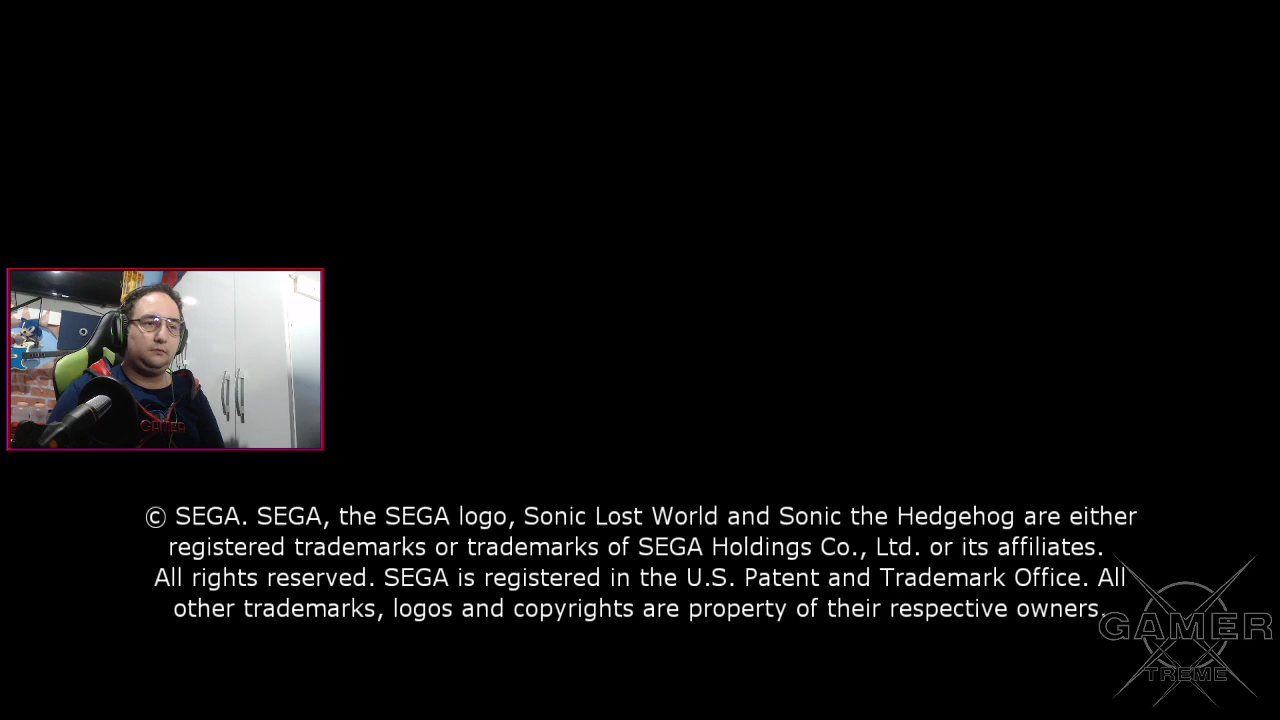 GAMER
© SEGA. SEGA, the SEGA logo, Sonic Lost World and Sonic the Hedgehog are either
registered trademarks or trademarks of SEGA Holdings Co., Ltd. or its affiliates.
All rights reserved. SEGA is registered in the U.S. Patent and Trademark Office. All
other trademarks, logos and copyrights are property of their respective owners.
GAMER
TREME